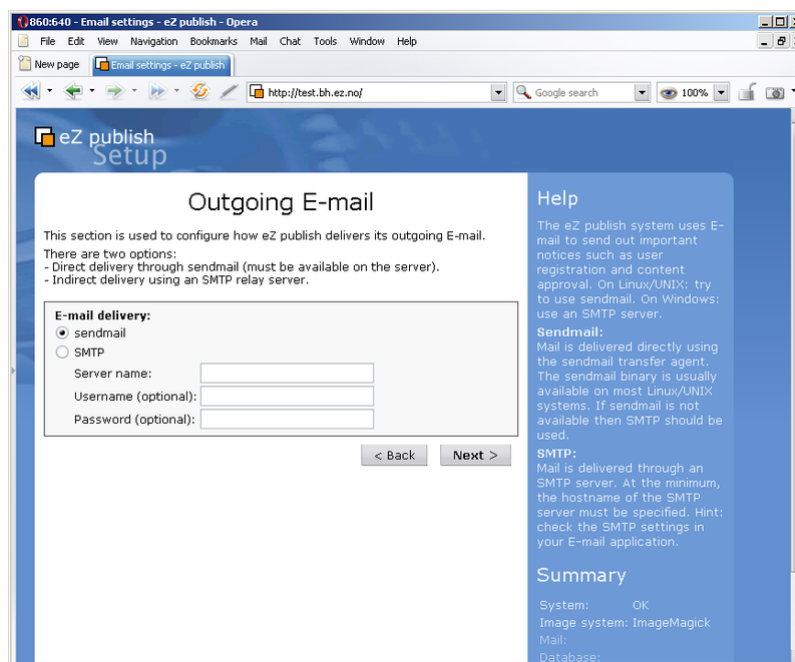 860:640 - Email settings - eZ publish - Opera
File Edit View Navigation Bookmarks Mail Chat Tools Window Help
New page Email settings - eZ publish
http://test.bh.ez.no/ Google search 100%
eZ publish
Setup
Outgoing E-mail
This section is used to configure how eZ publish delivers its outgoing E-mail.
There are two options:
- Direct delivery through sendmail (must be available on the server).
- Indirect delivery using an SMTP relay server.
E-mail delivery:
sendmail
SMTP
Server name:
Username (optional):
Password (optional):
< Back Next >
Help
The eZ publish system uses E-
mail to send out important
notices such as user
registration and content
approval. On Linux/UNIX: try
to use sendmail. On Windows:
use an SMTP server.
Sendmail:
Mail is delivered directly using
the sendmail transfer agent.
The sendmail binary is usually
available on most Linux/UNIX
systems. If sendmail is not
available then SMTP should be
used.
SMTP:
Mail is delivered through an
SMTP server. At the minimum,
the hostname of the SMTP
server must be specified. Hint:
check the SMTP settings in
your E-mail application.
Summary
System: OK
Image system: ImageMagick
Mail:
Database: